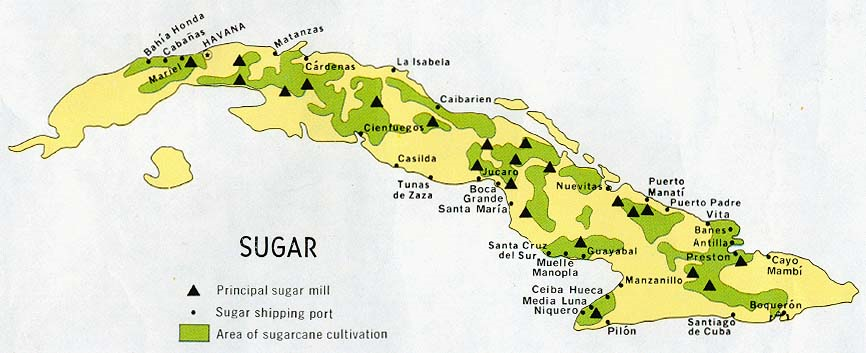 Bahía Honda
Cabañas
HAVANA
Mariel
Matanzas
Cárdenas
La Isabela
Caibarien
Cienfuegos
Casilda
Tunas
de Zaza
Jucaro
Boca
Grande
Santa María
Nuevitas
Puerto
Manatí
Puerto Padre
Vita
Banes
Antilla
Preston
Cayo
Mambí
Santa Cruz
del Sur
Guayabal
Muelle
Manopla
Manzanillo
Ceiba Hueca
Media Luna
Niquero
Pilón
Santiago
de Cuba
Boquerón
SUGAR
Principal sugar mill
Sugar shipping port
Area of sugarcane cultivation